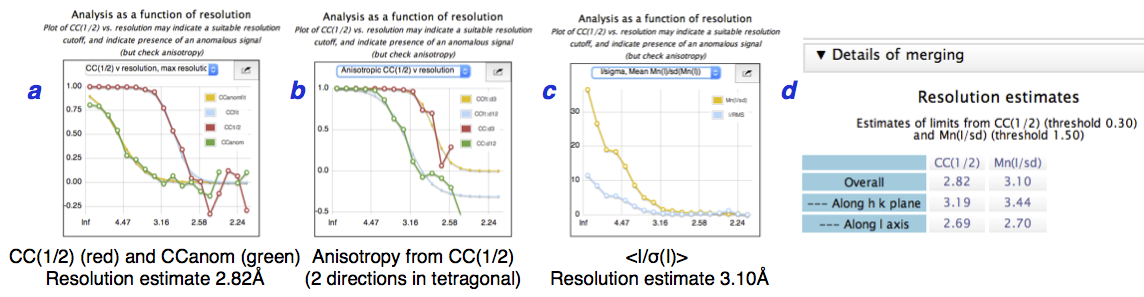 a
Analysis as a function of resolution
Plot of CC(1/2) vs. resolution may indicate a suitable resolution
cutoff, and indicate presence of an anomalous signal
(but check anisotropy)
CC(1/2) v resolution, max resolutic
1.00
0.75
0.50
0.25
0.00
-0.25
Inf 4.47 3.16 2.58 2.24
CCanomfit
CCfit
CC1/2
CCanom
CC(1/2) (red) and CCanom (green)
Resolution estimate 2.82Å
b
Analysis as a function of resolution
Plot of CC(1/2) vs. resolution may indicate a suitable resolution
cutoff, and indicate presence of an anomalous signal
(but check anisotropy)
Anisotropic CC(1/2) v resolution
1.0
0.5
0.0
-0.5
Inf 4.47 3.16 2.58 2.24
CCf:d3
CCf:d12
CC:d3
CC:d12
Anisotropy from CC(1/2)
(2 directions in tetragonal)
c
Analysis as a function of resolution
Plot of CC(1/2) vs. resolution may indicate a suitable resolution
cutoff, and indicate presence of an anomalous signal
(but check anisotropy)
I/sigma, Mean Mn(I)/sd(Mn(I))
30
20
10
0
Inf 4.47 3.16 2.58 2.24
Mn(I/sd)
I/RMS
<I/σ(I)>
Resolution estimate 3.10Å
d
▼ Details of merging
Resolution estimates
Estimates of limits from CC(1/2) (threshold 0.30)
and Mn(I/sd) (threshold 1.50)
CC(1/2) Mn(I/sd)
Overall 2.82 3.10
--- Along h k plane 3.19 3.44
--- Along l axis 2.69 2.70